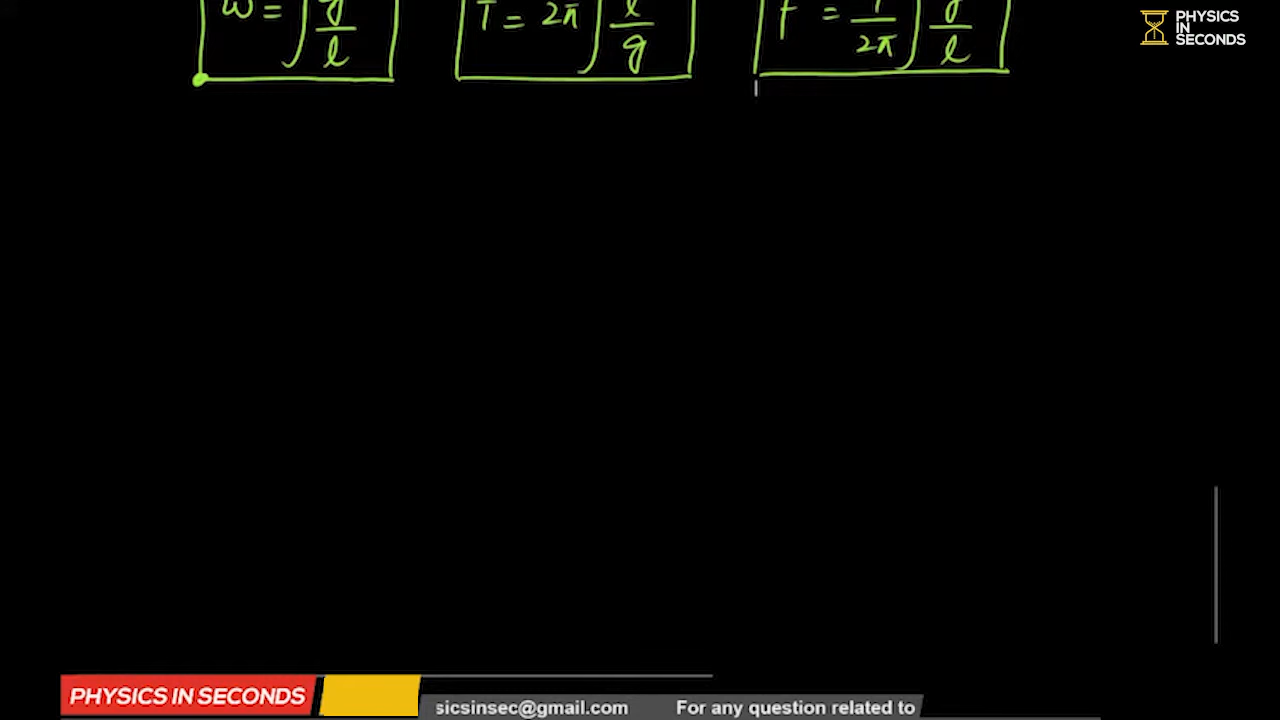 ω = √g/l T = 2π √l/g f = 1/2π √g/l
PHYSICS
IN
SECONDS
PHYSICS IN SECONDS
sicsinsec@gmail.com For any question related to